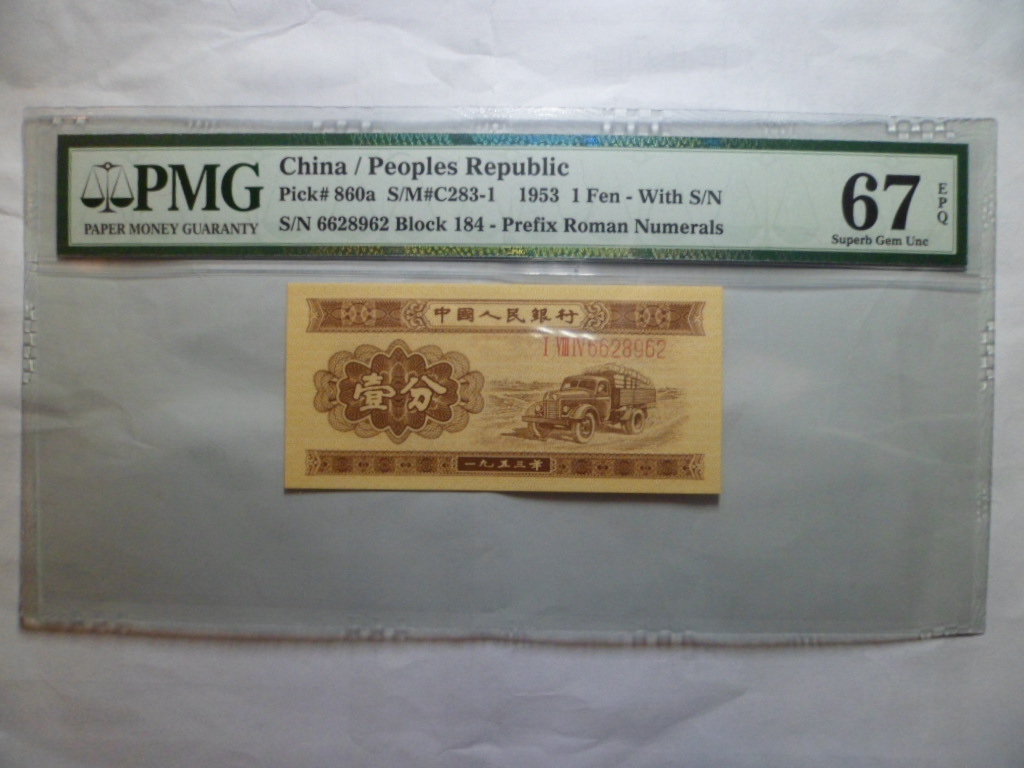 PMG
PAPER MONEY GUARANTY
China / Peoples Republic
Pick# 860a S/M#C283-1 1953 1 Fen - With S/N
S/N 6628962 Block 184 - Prefix Roman Numerals
67
EPQ
Superb Gem Unc
中國人民銀行
I VIII IV 6628962
壹分
一九五三年